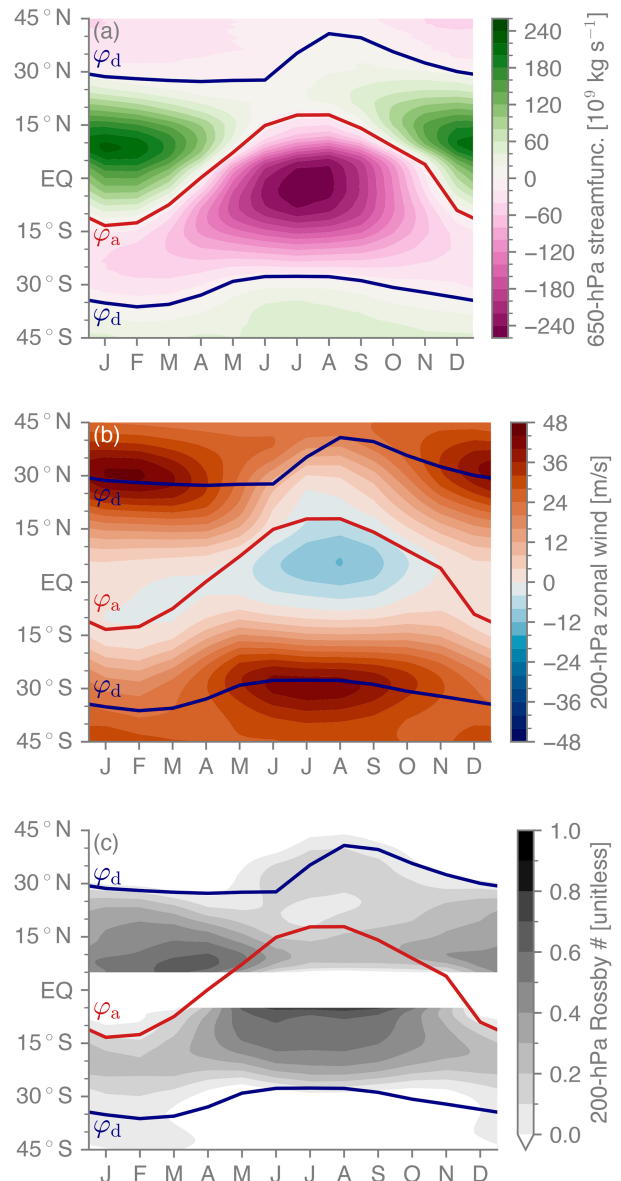 (a)
45°N
30°N
15°N
EQ
15°S
30°S
45°S
φd
φa
φd
J F M A M J J A S O N D
240
180
120
60
0
−60
−120
−180
−240
650-hPa streamfunc. [10⁹ kg s⁻¹]
(b)
45°N
30°N
15°N
EQ
15°S
30°S
45°S
φd
φa
φd
J F M A M J J A S O N D
48
36
24
12
0
−12
−24
−36
−48
200-hPa zonal wind [m/s]
(c)
45°N
30°N
15°N
EQ
15°S
30°S
45°S
φd
φa
φd
J F M A M J J A S O N D
1.0
0.8
0.6
0.4
0.2
0.0
200-hPa Rossby # [unitless]